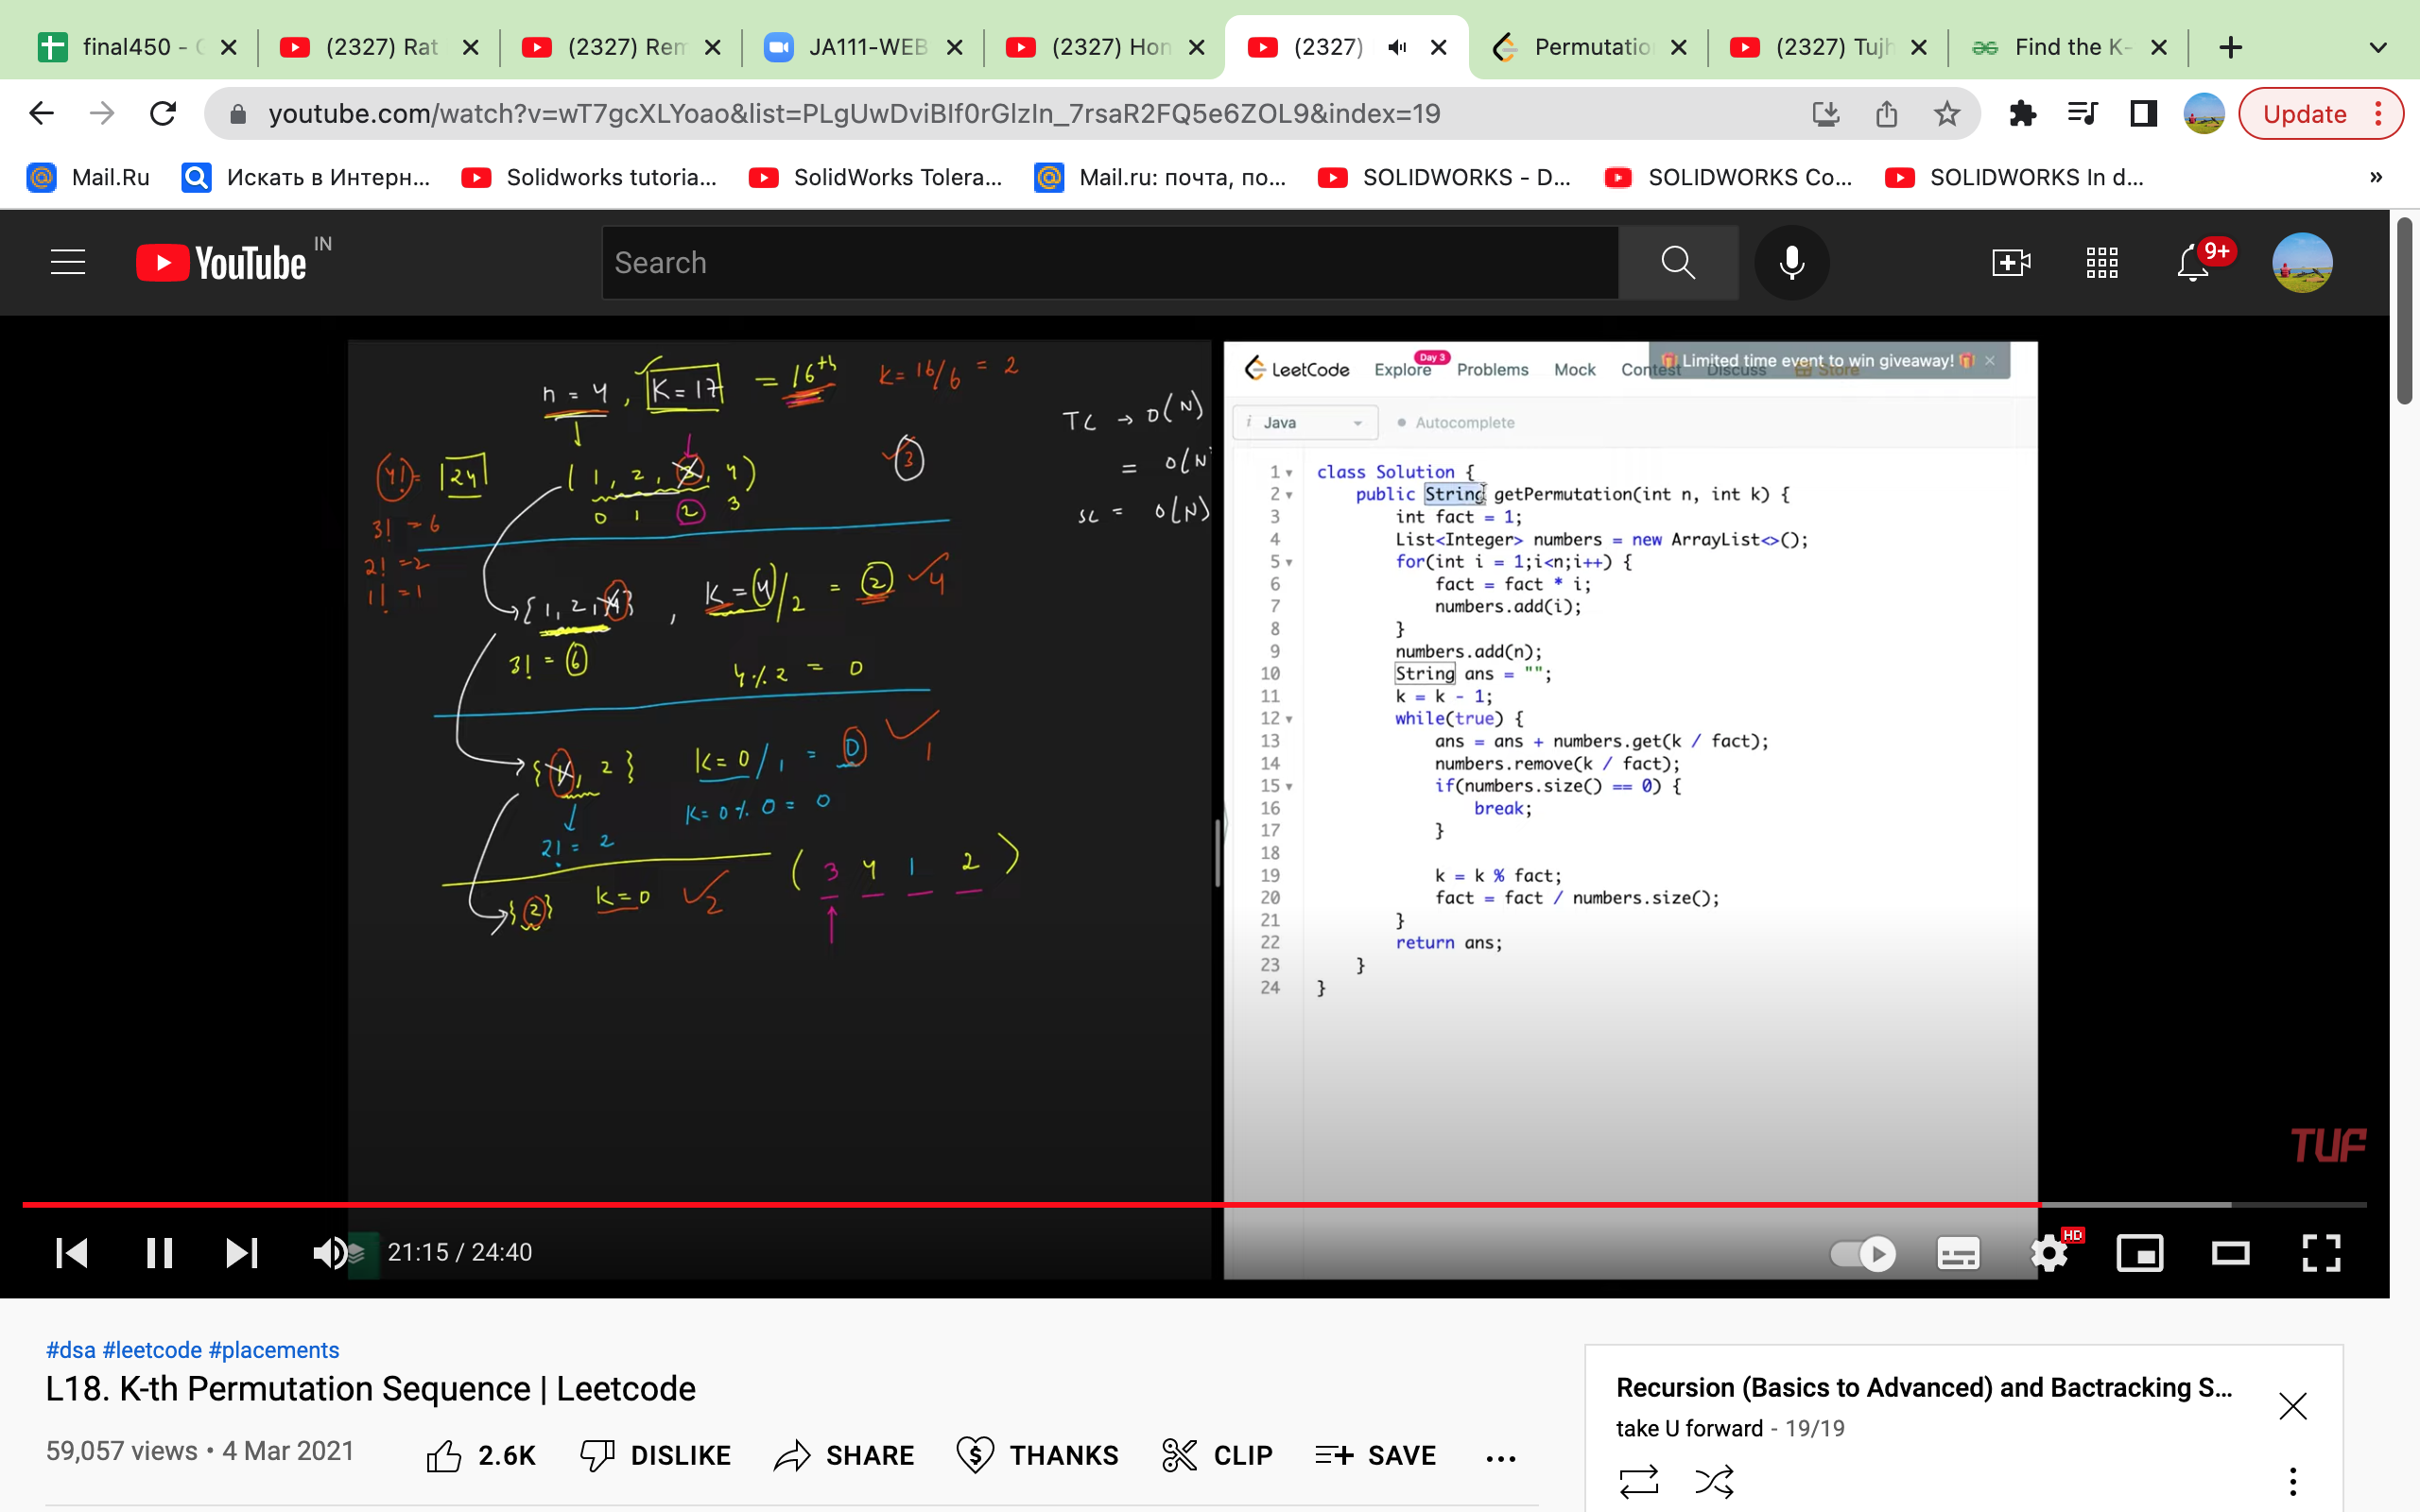 final450 - (2327) Rat (2327) Rem JA111-WEB (2327) Hon (2327) Permutatio (2327) Tujh Find the K-
youtube.com/watch?v=wT7gcXLYoao&list=PLgUwDviBIf0rGlzIn_7rsaR2FQ5e6ZOL9&index=19 Update
Mail.Ru Искать в Интерн... Solidworks tutoria... SolidWorks Tolera... Mail.ru: почта, по... SOLIDWORKS - D... SOLIDWORKS Co... SOLIDWORKS In d... »
YouTube IN Search 9+
n = 4, K = 17 = 16th K = 16/6 = 2
TC → O(N)
= O(N
SC = O(N)
4! = 24 (1, 2, 3, 4) 3
0 1 2 3
3! = 6
2! = 2
1! = 1
{1, 2, 4}, K = 4/2 = 2 4
3! = 6 4 % 2 = 0
{1, 2} K = 0/1 = 0 1
K = 0 % 0 = 0
2! = 2
{2} K = 0 2 (3 4 1 2)
LeetCode Explore Day 3 Problems Mock Contest Discuss Store
Limited time event to win giveaway!
i Java Autocomplete
1 class Solution {
2 public String getPermutation(int n, int k) {
3 int fact = 1;
4 List<Integer> numbers = new ArrayList<>();
5 for(int i = 1;i<n;i++) {
6 fact = fact * i;
7 numbers.add(i);
8 }
9 numbers.add(n);
10 String ans = "";
11 k = k - 1;
12 while(true) {
13 ans = ans + numbers.get(k / fact);
14 numbers.remove(k / fact);
15 if(numbers.size() == 0) {
16 break;
17 }
18
19 k = k % fact;
20 fact = fact / numbers.size();
21 }
22 return ans;
23 }
24 }
TUF
21:15 / 24:40 HD
#dsa #leetcode #placements
L18. K-th Permutation Sequence | Leetcode
59,057 views • 4 Mar 2021 2.6K DISLIKE SHARE THANKS CLIP SAVE ...
Recursion (Basics to Advanced) and Bactracking S...
take U forward - 19/19